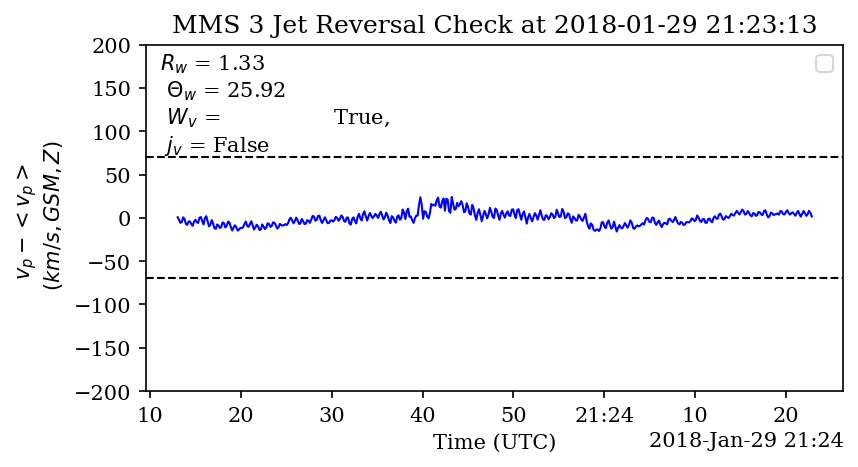 MMS 3 Jet Reversal Check at 2018-01-29 21:23:13
R_w = 1.33
Θ_w = 25.92
W_v = True,
j_v = False
200
150
100
50
0
−50
−100
−150
−200
v_p − < v_p >
(km/s, GSM, Z)
10 20 30 40 50 21:24 10 20
Time (UTC)
2018-Jan-29 21:24